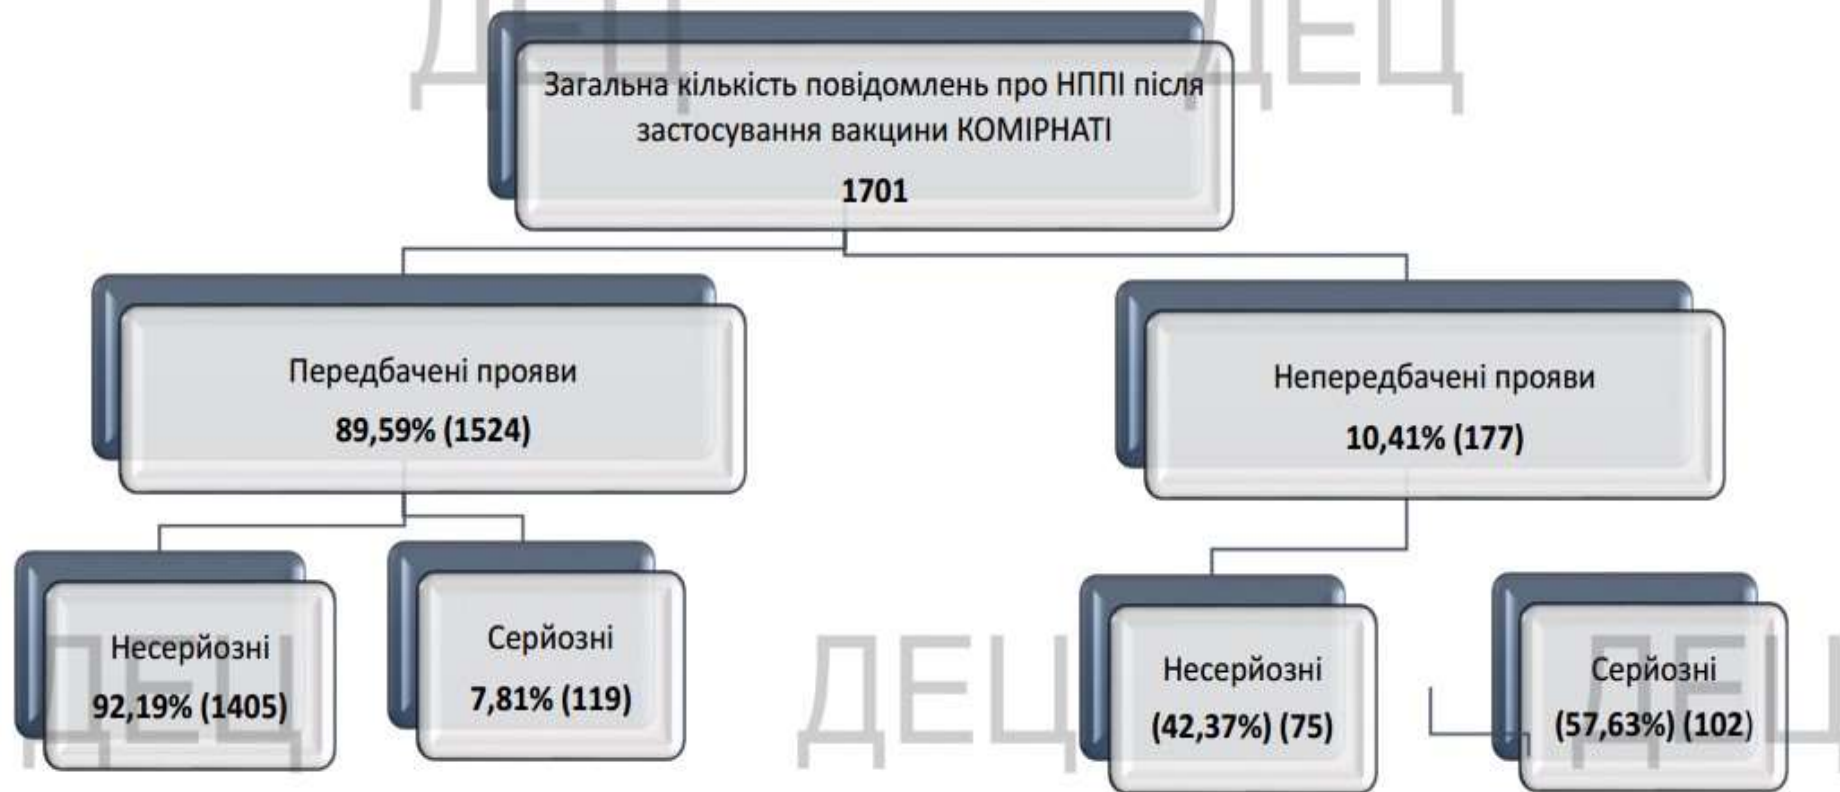 ДЕЦ ДЕЦ
Загальна кількість повідомлень про НППІ після
застосування вакцини КОМІРНАТІ
1701
Передбачені прояви
89,59% (1524)
Непередбачені прояви
10,41% (177)
Несерйозні
92,19% (1405)
Серйозні
7,81% (119)
Несерйозні
(42,37%) (75)
Серйозні
(57,63%) (102)
ДЕЦ ДЕЦ ДЕЦ